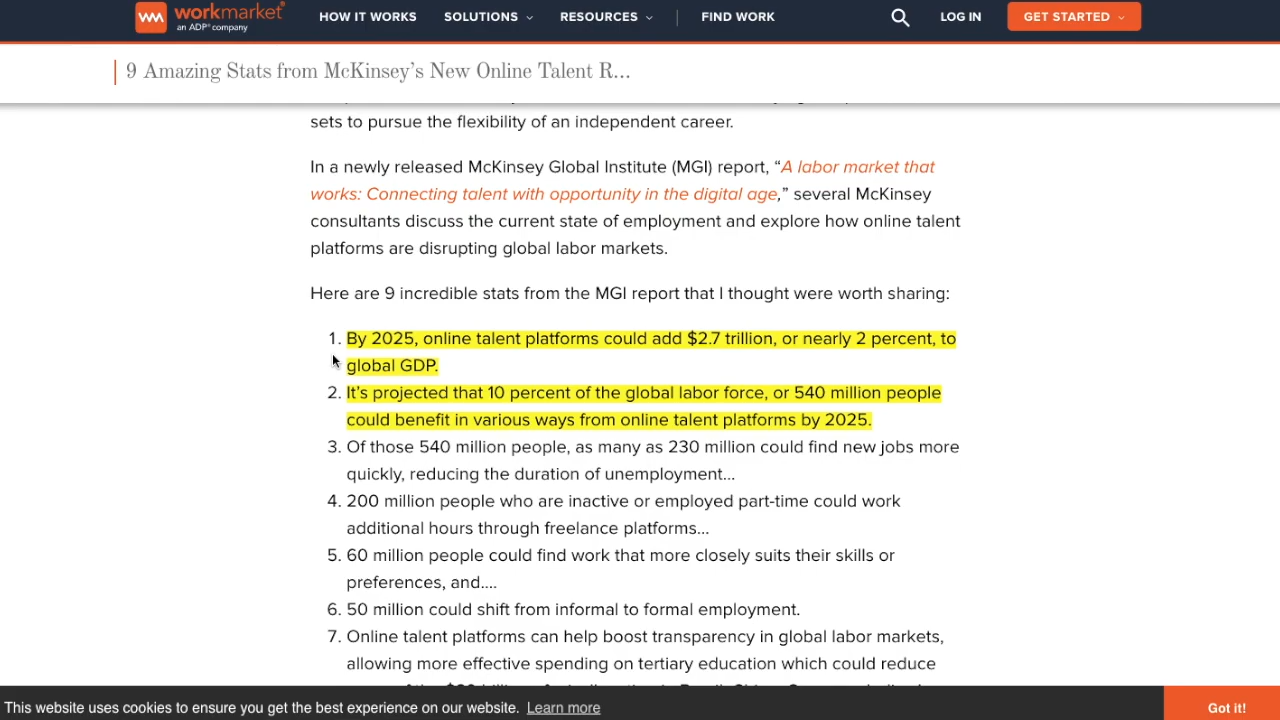 workmarket
an ADP® company
HOW IT WORKS
SOLUTIONS
RESOURCES
FIND WORK
LOG IN
GET STARTED
9 Amazing Stats from McKinsey's New Online Talent R...
sets to pursue the flexibility of an independent career.
In a newly released McKinsey Global Institute (MGI) report, “A labor market that
works: Connecting talent with opportunity in the digital age,” several McKinsey
consultants discuss the current state of employment and explore how online talent
platforms are disrupting global labor markets.
Here are 9 incredible stats from the MGI report that I thought were worth sharing:
1. By 2025, online talent platforms could add $2.7 trillion, or nearly 2 percent, to
global GDP.
2. It’s projected that 10 percent of the global labor force, or 540 million people
could benefit in various ways from online talent platforms by 2025.
3. Of those 540 million people, as many as 230 million could find new jobs more
quickly, reducing the duration of unemployment…
4. 200 million people who are inactive or employed part-time could work
additional hours through freelance platforms…
5. 60 million people could find work that more closely suits their skills or
preferences, and….
6. 50 million could shift from informal to formal employment.
7. Online talent platforms can help boost transparency in global labor markets,
allowing more effective spending on tertiary education which could reduce
This website uses cookies to ensure you get the best experience on our website. Learn more
Got it!